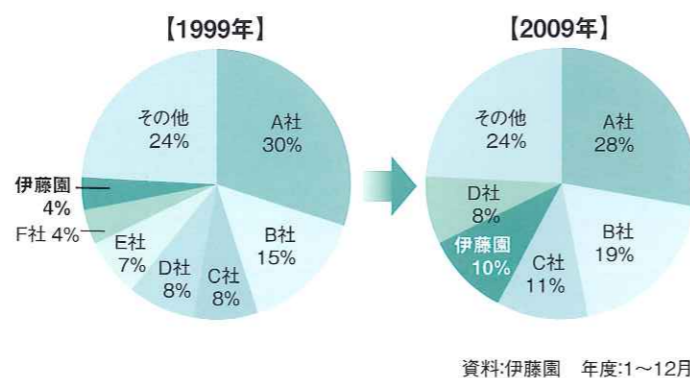 【1999年】
A社
30%
B社
15%
C社
8%
D社
8%
E社
7%
F社 4%
伊藤園
4%
その他
24%
【2009年】
A社
28%
B社
19%
C社
11%
伊藤園
10%
D社
8%
その他
24%
資料:伊藤園 年度:1〜12月